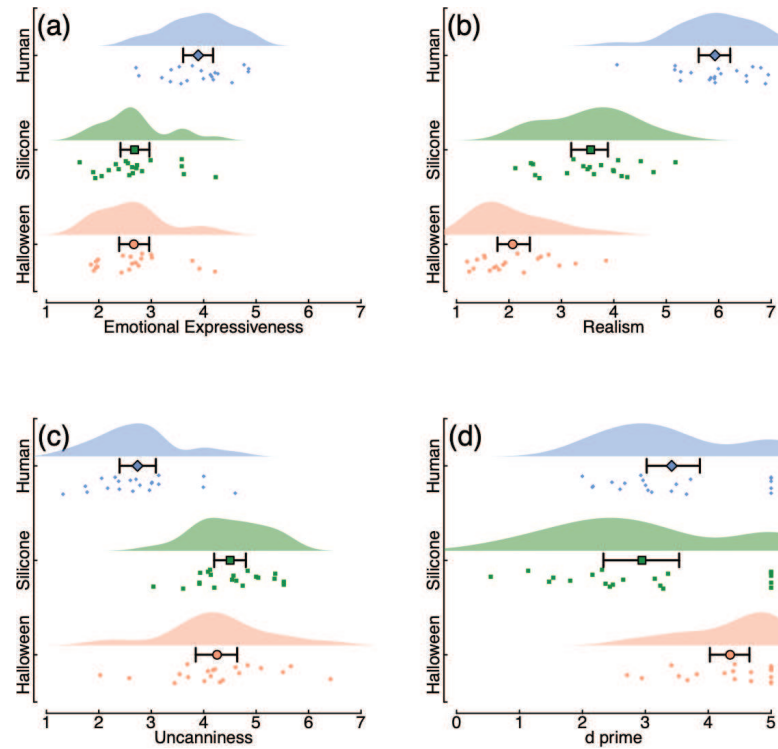 (a)
Human
Silicone
Halloween
1 2 3 4 5 6 7
Emotional Expressiveness
(b)
Human
Silicone
Halloween
1 2 3 4 5 6 7
Realism
(c)
Human
Silicone
Halloween
1 2 3 4 5 6 7
Uncanniness
(d)
Human
Silicone
Halloween
0 1 2 3 4 5
d prime